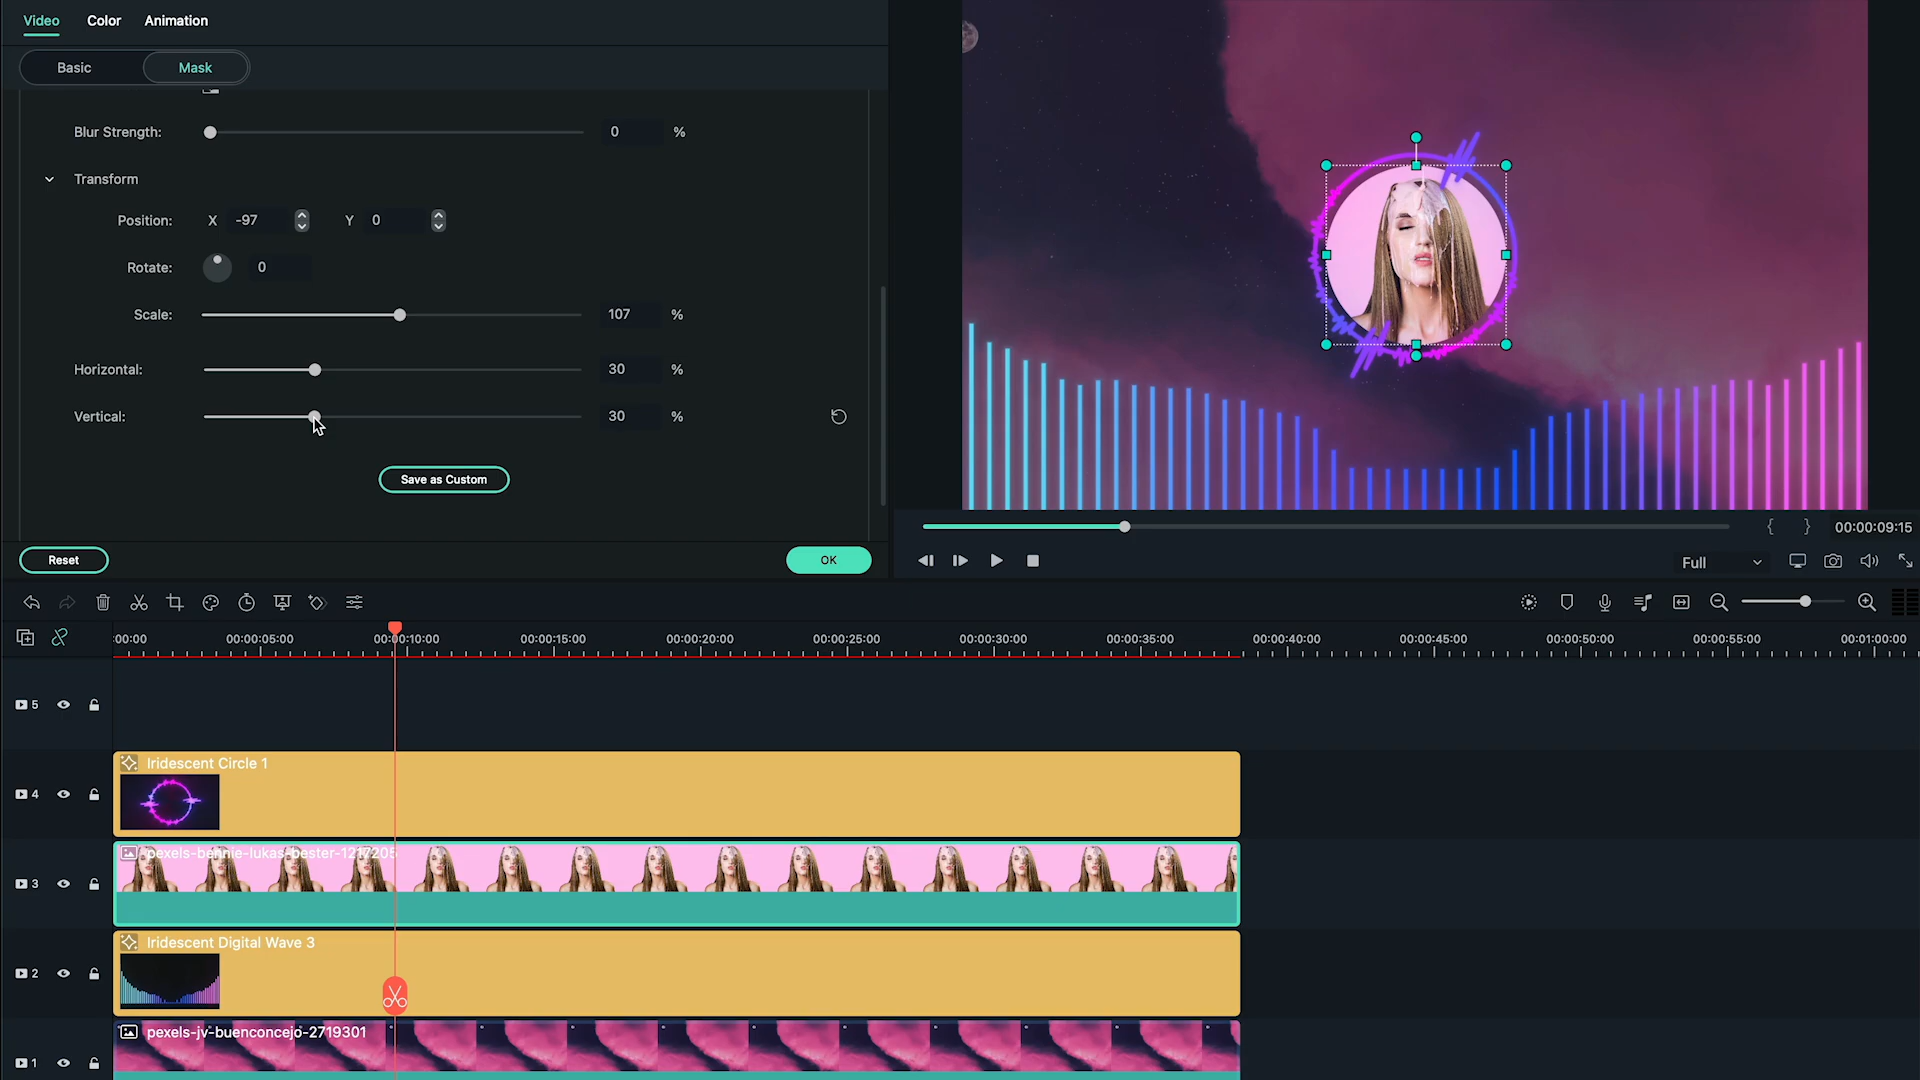 Video Color Animation
Basic Mask
Blur Strength: 0 %
Transform
Position: X -97 Y 0
Rotate: 0
Scale: 107 %
Horizontal: 30 %
Vertical: 30 %
Save as Custom
Reset OK
{ } 00:00:09:15
Full
:00:00 00:00:05:00 00:00:10:00 00:00:15:00 00:00:20:00 00:00:25:00 00:00:30:00 00:00:35:00 00:00:40:00 00:00:45:00 00:00:50:00 00:00:55:00 00:01:00:00
5
Iridescent Circle 1
4
pexels-bennie-lukas-bester-1217205
3
Iridescent Digital Wave 3
2
pexels-jv-buenconcejo-2719301
1